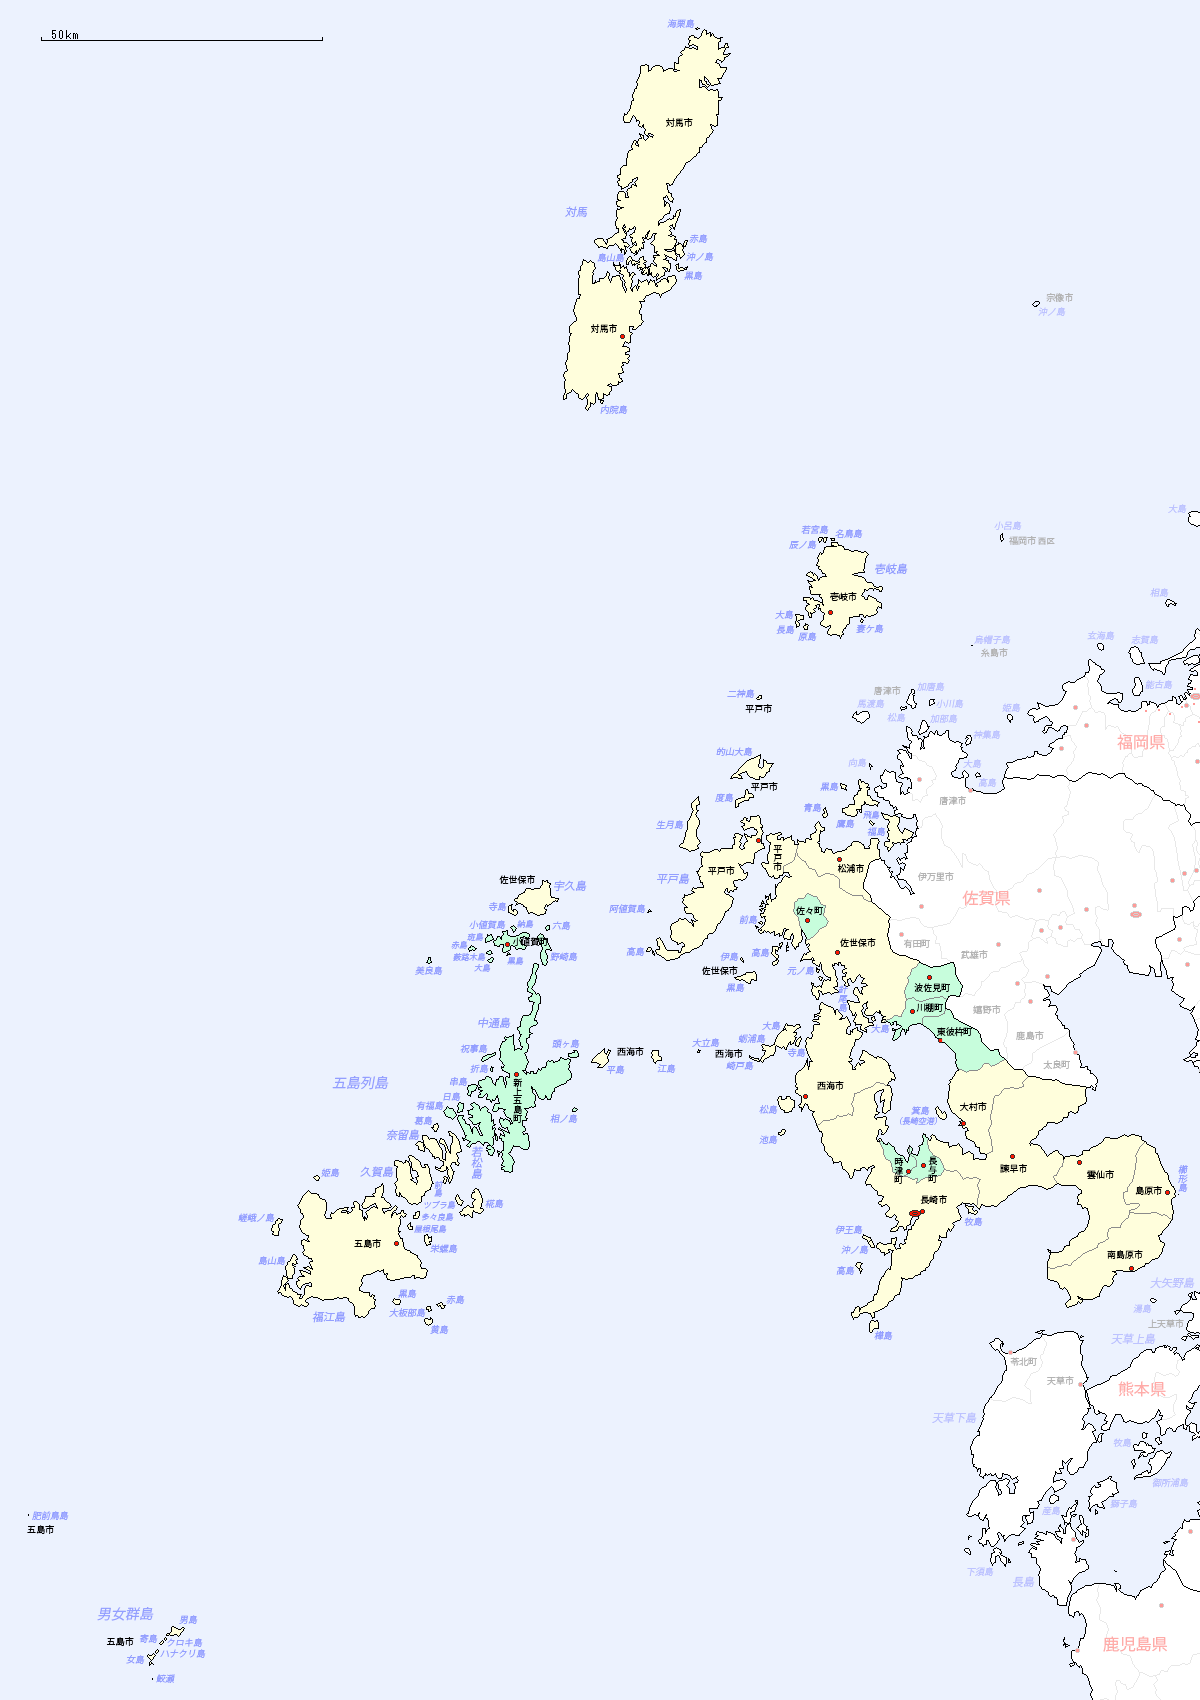 50km
海栗島
対馬市
対馬
赤島
島山島
沖ノ島
黒島
宗像市
沖ノ島
対馬市
内院島
大島
小呂島
若宮島
名烏島
辰ノ島
福岡市 西区
壱岐島
相島
壱岐市
大島
長島
妻ケ島
原島
烏帽子島
糸島市
玄海島
志賀島
能古島
二神島
平戸市
唐津市
加唐島
馬渡島
小川島
松島
加部島
姫島
神集島
福岡県
的山大島
向島
大島
高島
平戸市
黒島
度島
唐津市
青島
飛島
生月島
鷹島
福島
平戸市
平戸市
松浦市
伊万里市
平戸島
佐世保市
宇久島
佐賀県
寺島
阿値賀島
佐々町
前島
小値賀島
納島
六島
斑島
小値賀町
赤島
佐世保市
有田町
武雄市
高島
藪路木島
黒島
野崎島
伊島
高島
大島
美良島
佐世保市
元ノ島
黒島
波佐見町
針尾島
川棚町
嬉野市
中通島
大島
大島
東彼杵町
鹿島市
頭ヶ島
大立島
蛎浦島
祝言島
西海市
西海市
寺島
太良町
折島
平島
江島
崎戸島
五島列島
串島
新上五島町
西海市
日島
有福島
松島
箕島
(長崎空港)
大村市
葛島
相ノ島
奈留島
池島
若松島
時津町
長与町
諫早市
久賀島
姫島
雲仙市
櫛形島
前島
島原市
ツブラ島
椛島
長崎市
嵯峨ノ島
多々良島
牧島
屋根尾島
伊王島
五島市
栄螺島
沖ノ島
南島原市
島山島
高島
大矢野島
黒島
赤島
湯島
福江島
大板部島
上天草市
黄島
樺島
天草上島
苓北町
天草市
熊本県
天草下島
牧島
御所浦島
獅子島
産島
肥前鳥島
五島市
下須島
長島
男女群島
男島
五島市
寄島
クロキ島
ハナクリ島
女島
鹿児島県
鮫瀬